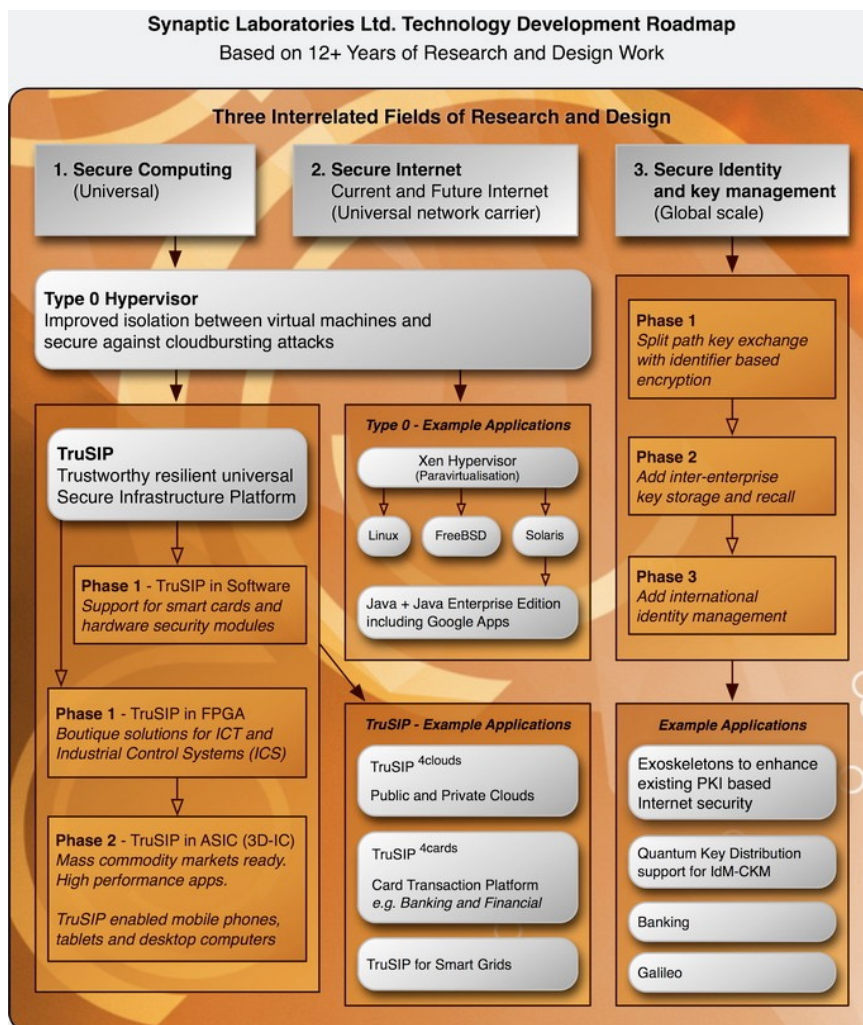 Synaptic Laboratories Ltd. Technology Development Roadmap
Based on 12+ Years of Research and Design Work
Three Interrelated Fields of Research and Design
1. Secure Computing
(Universal)
2. Secure Internet
Current and Future Internet
(Universal network carrier)
3. Secure Identity
and key management
(Global scale)
Type 0 Hypervisor
Improved isolation between virtual machines and
secure against cloudbursting attacks
TruSIP
Trustworthy resilient universal
Secure Infrastructure Platform
Phase 1 - TruSIP in Software
Support for smart cards and
hardware security modules
Phase 1 - TruSIP in FPGA
Boutique solutions for ICT and
Industrial Control Systems (ICS)
Phase 2 - TruSIP in ASIC (3D-IC)
Mass commodity markets ready.
High performance apps.
TruSIP enabled mobile phones,
tablets and desktop computers
Type 0 - Example Applications
Xen Hypervisor
(Paravirtualisation)
Linux
FreeBSD
Solaris
Java + Java Enterprise Edition
including Google Apps
TruSIP - Example Applications
TruSIP 4clouds
Public and Private Clouds
TruSIP 4cards
Card Transaction Platform
e.g. Banking and Financial
TruSIP for Smart Grids
Phase 1
Split path key exchange
with identifier based
encryption
Phase 2
Add inter-enterprise
key storage and recall
Phase 3
Add international
identity management
Example Applications
Exoskeletons to enhance
existing PKI based
Internet security
Quantum Key Distribution
support for IdM-CKM
Banking
Galileo